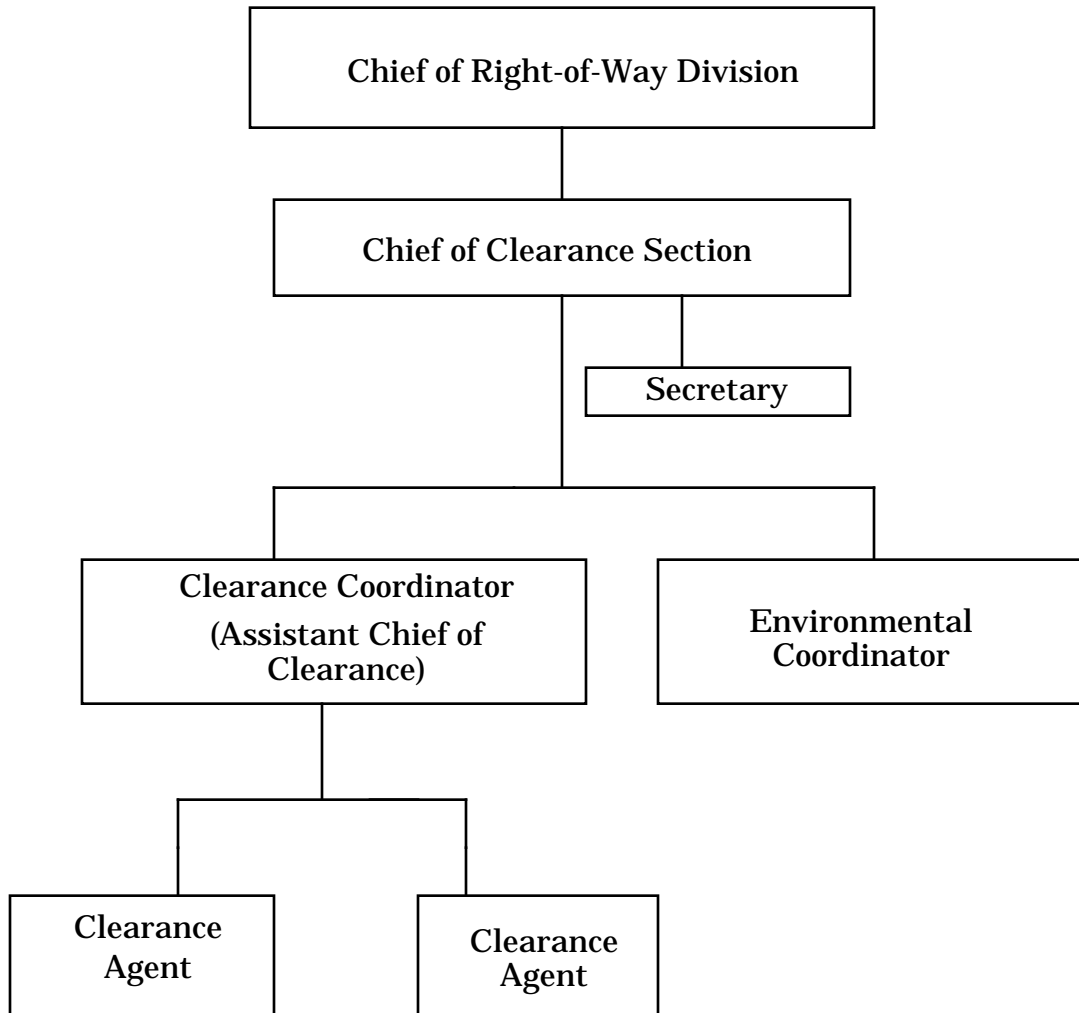 Chief of Right-of-Way Division
Chief of Clearance Section
Secretary
Clearance Coordinator
(Assistant Chief of
Clearance)
Environmental
Coordinator
Clearance
Agent
Clearance
Agent